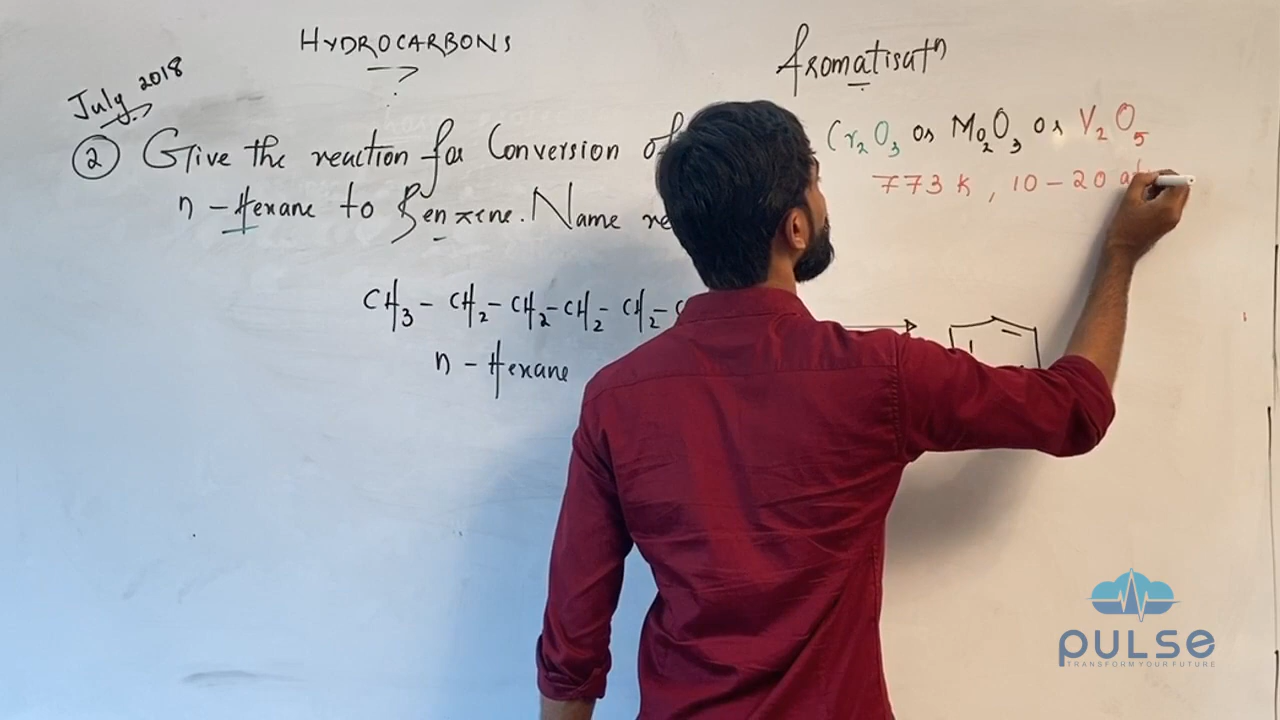 HYDROCARBONS
Aromatisatn
July 2018
② Give the reaction for Conversion of
n - Hexane to Benzene. Name
Cr2O3 or Mo2O3 or V2O5
773 K, 10 - 20
CH3 - CH2 - CH2 - CH2 - CH2 -
n - Hexane
PULSE
TRANSFORM YOUR FUTURE